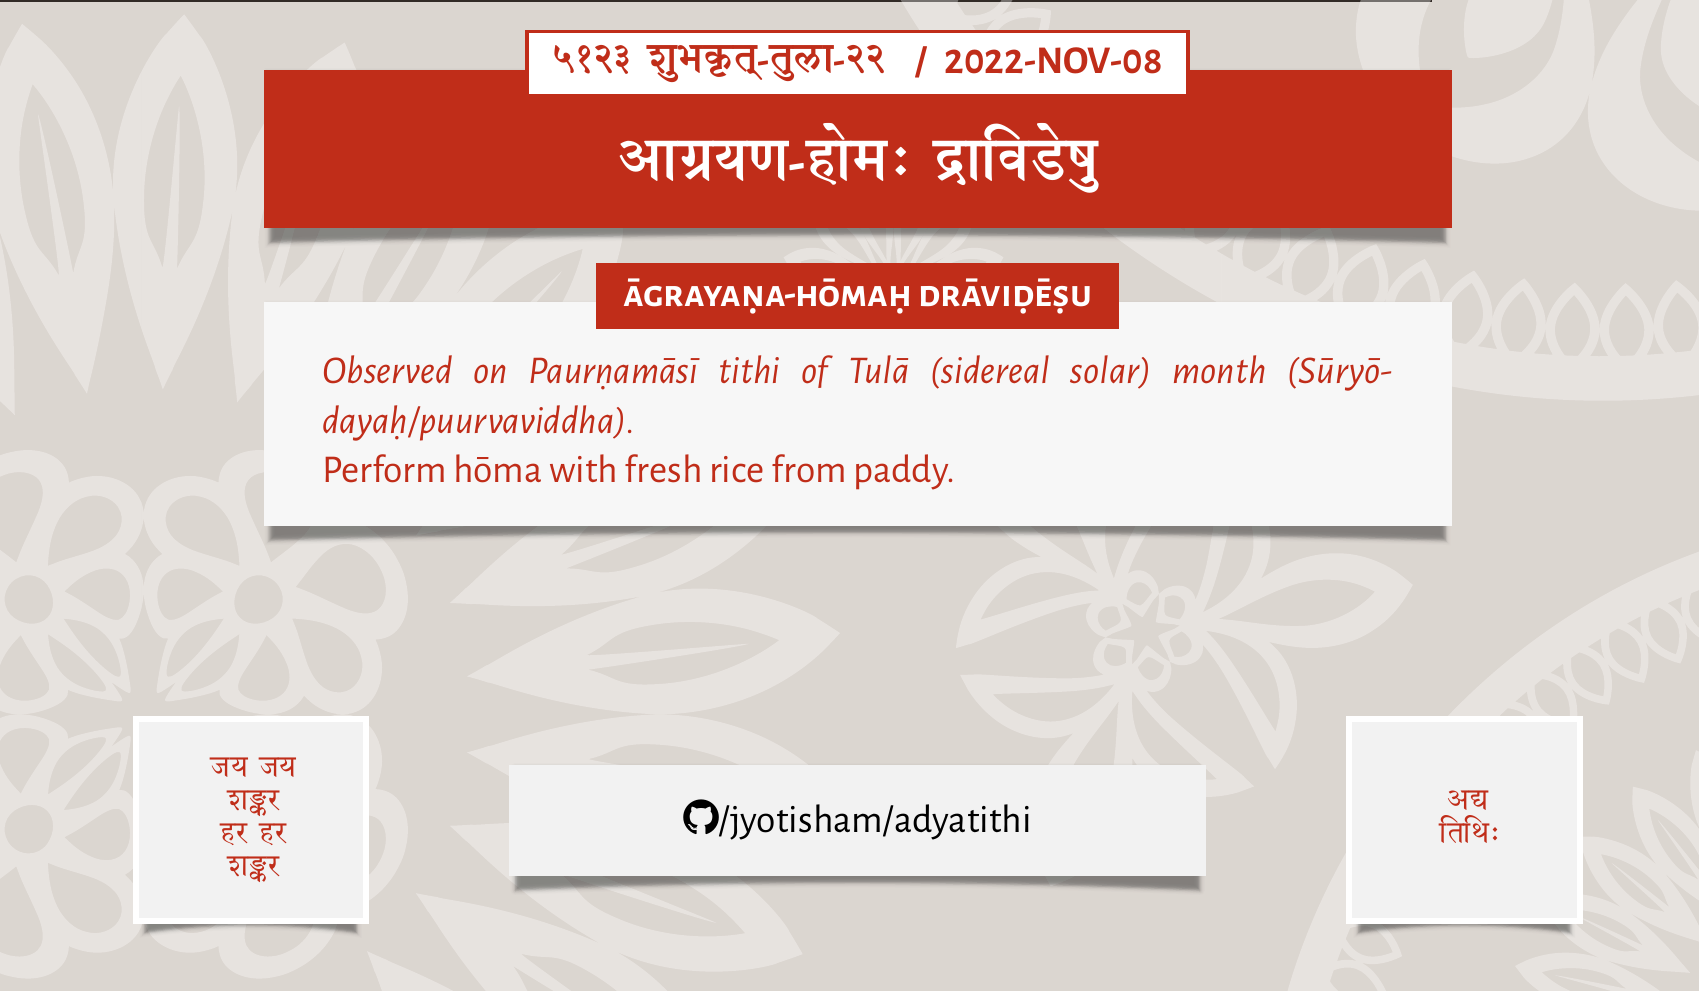 ५१२३ शुभकृत्-तुला-२२ / 2022-NOV-08
आग्रयण-होमः द्राविडेषु
ĀGRAYAṆA-HŌMAḤ DRĀVIḌĒṢU
Observed on Paurṇamāsī tithi of Tulā (sidereal solar) month (Sūryō-
dayaḥ/puurvaviddha).
Perform hōma with fresh rice from paddy.
जय जय
शङ्कर
हर हर
शङ्कर
/jyotisham/adyatithi
अद्य
तिथिः